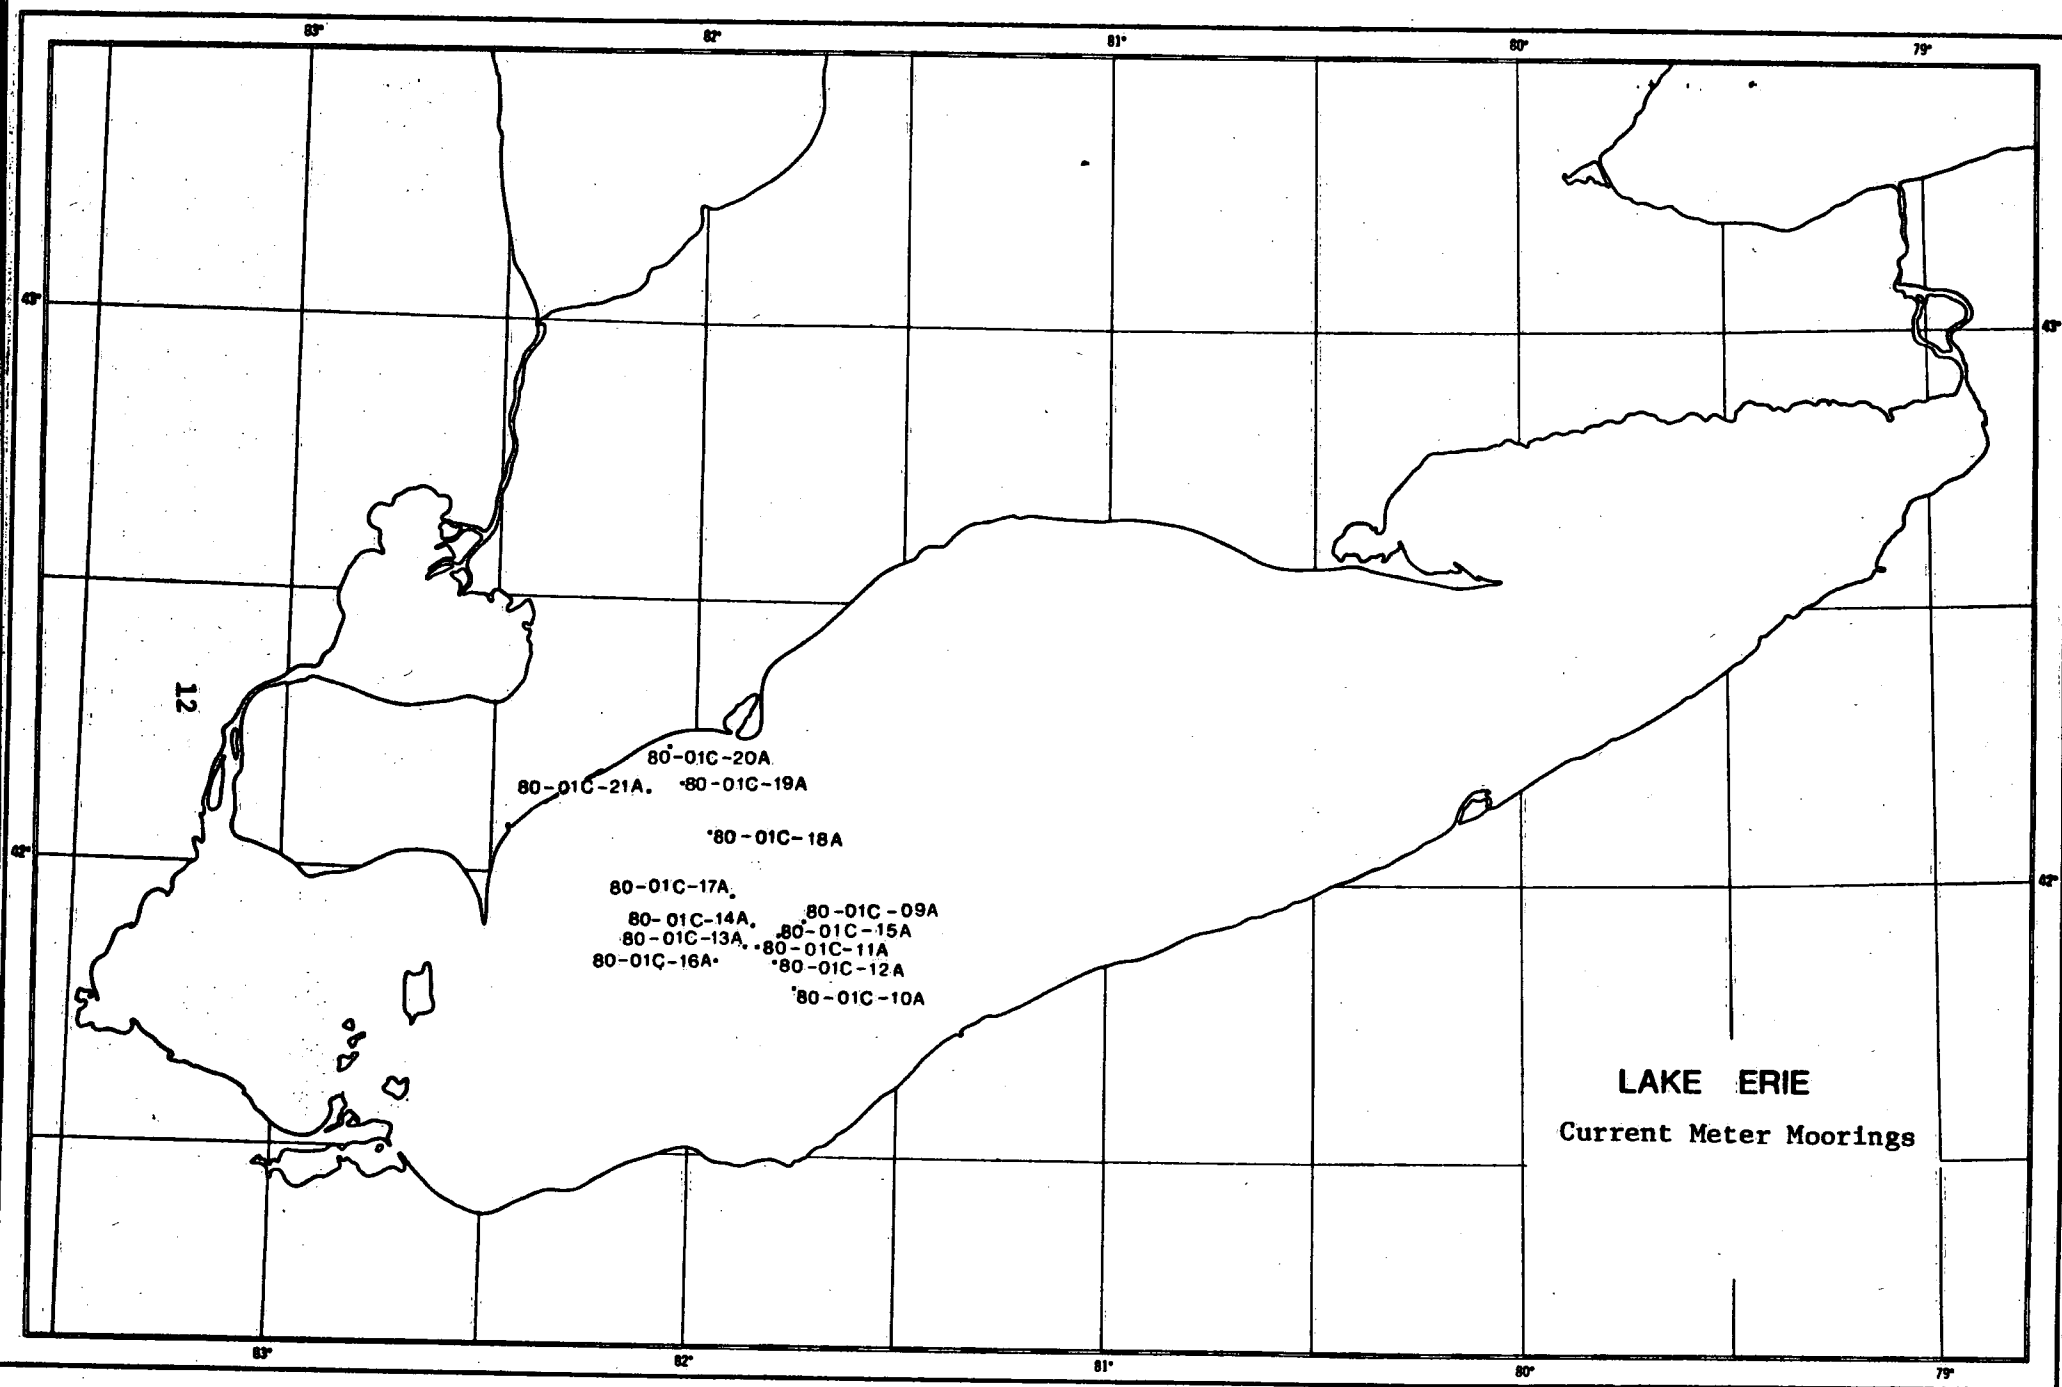 83° 82° 81° 80° 79°
43° 43°
12
80-01C-20A
80-01C-21A 80-01C-19A
80-01C-18A
80-01C-17A
80-01C-09A
80-01C-14A
80-01C-15A
80-01C-13A
80-01C-11A
80-01C-16A
80-01C-12A
80-01C-10A
42° 42°
LAKE ERIE
Current Meter Moorings
83° 82° 81° 80° 79°